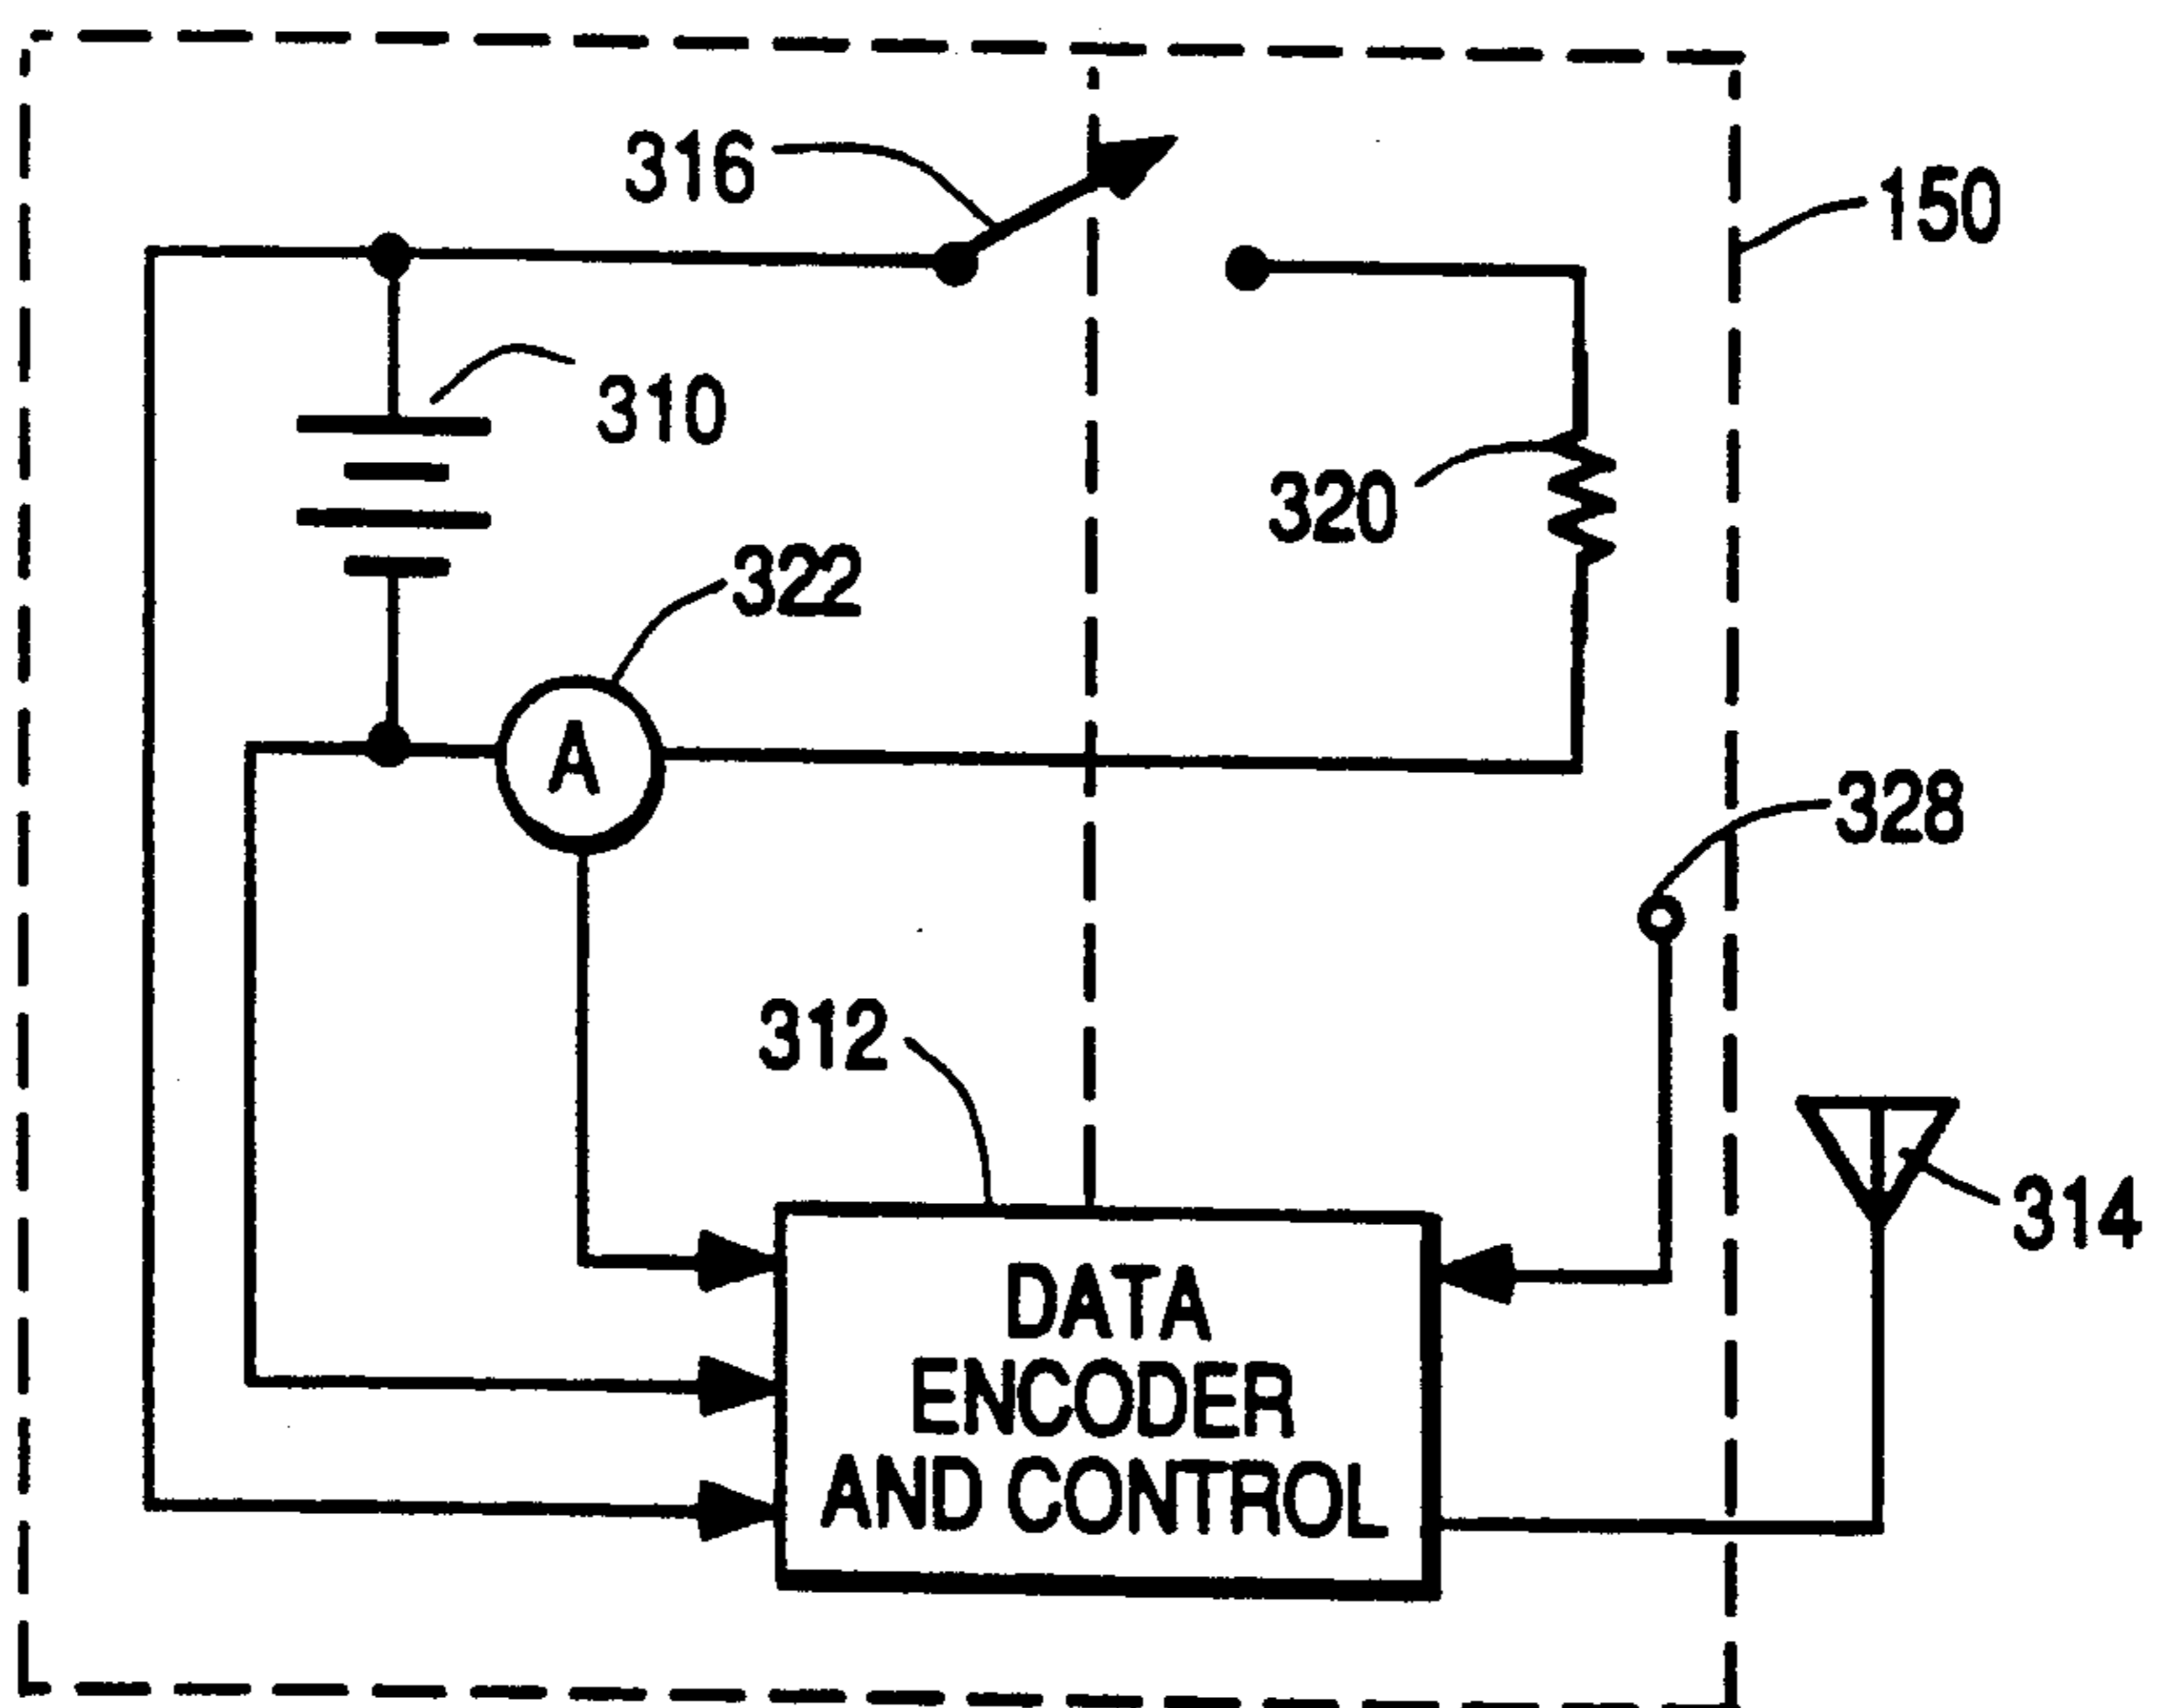 316
150
310
320
322
A
328
312
314
DATA
ENCODER
AND CONTROL